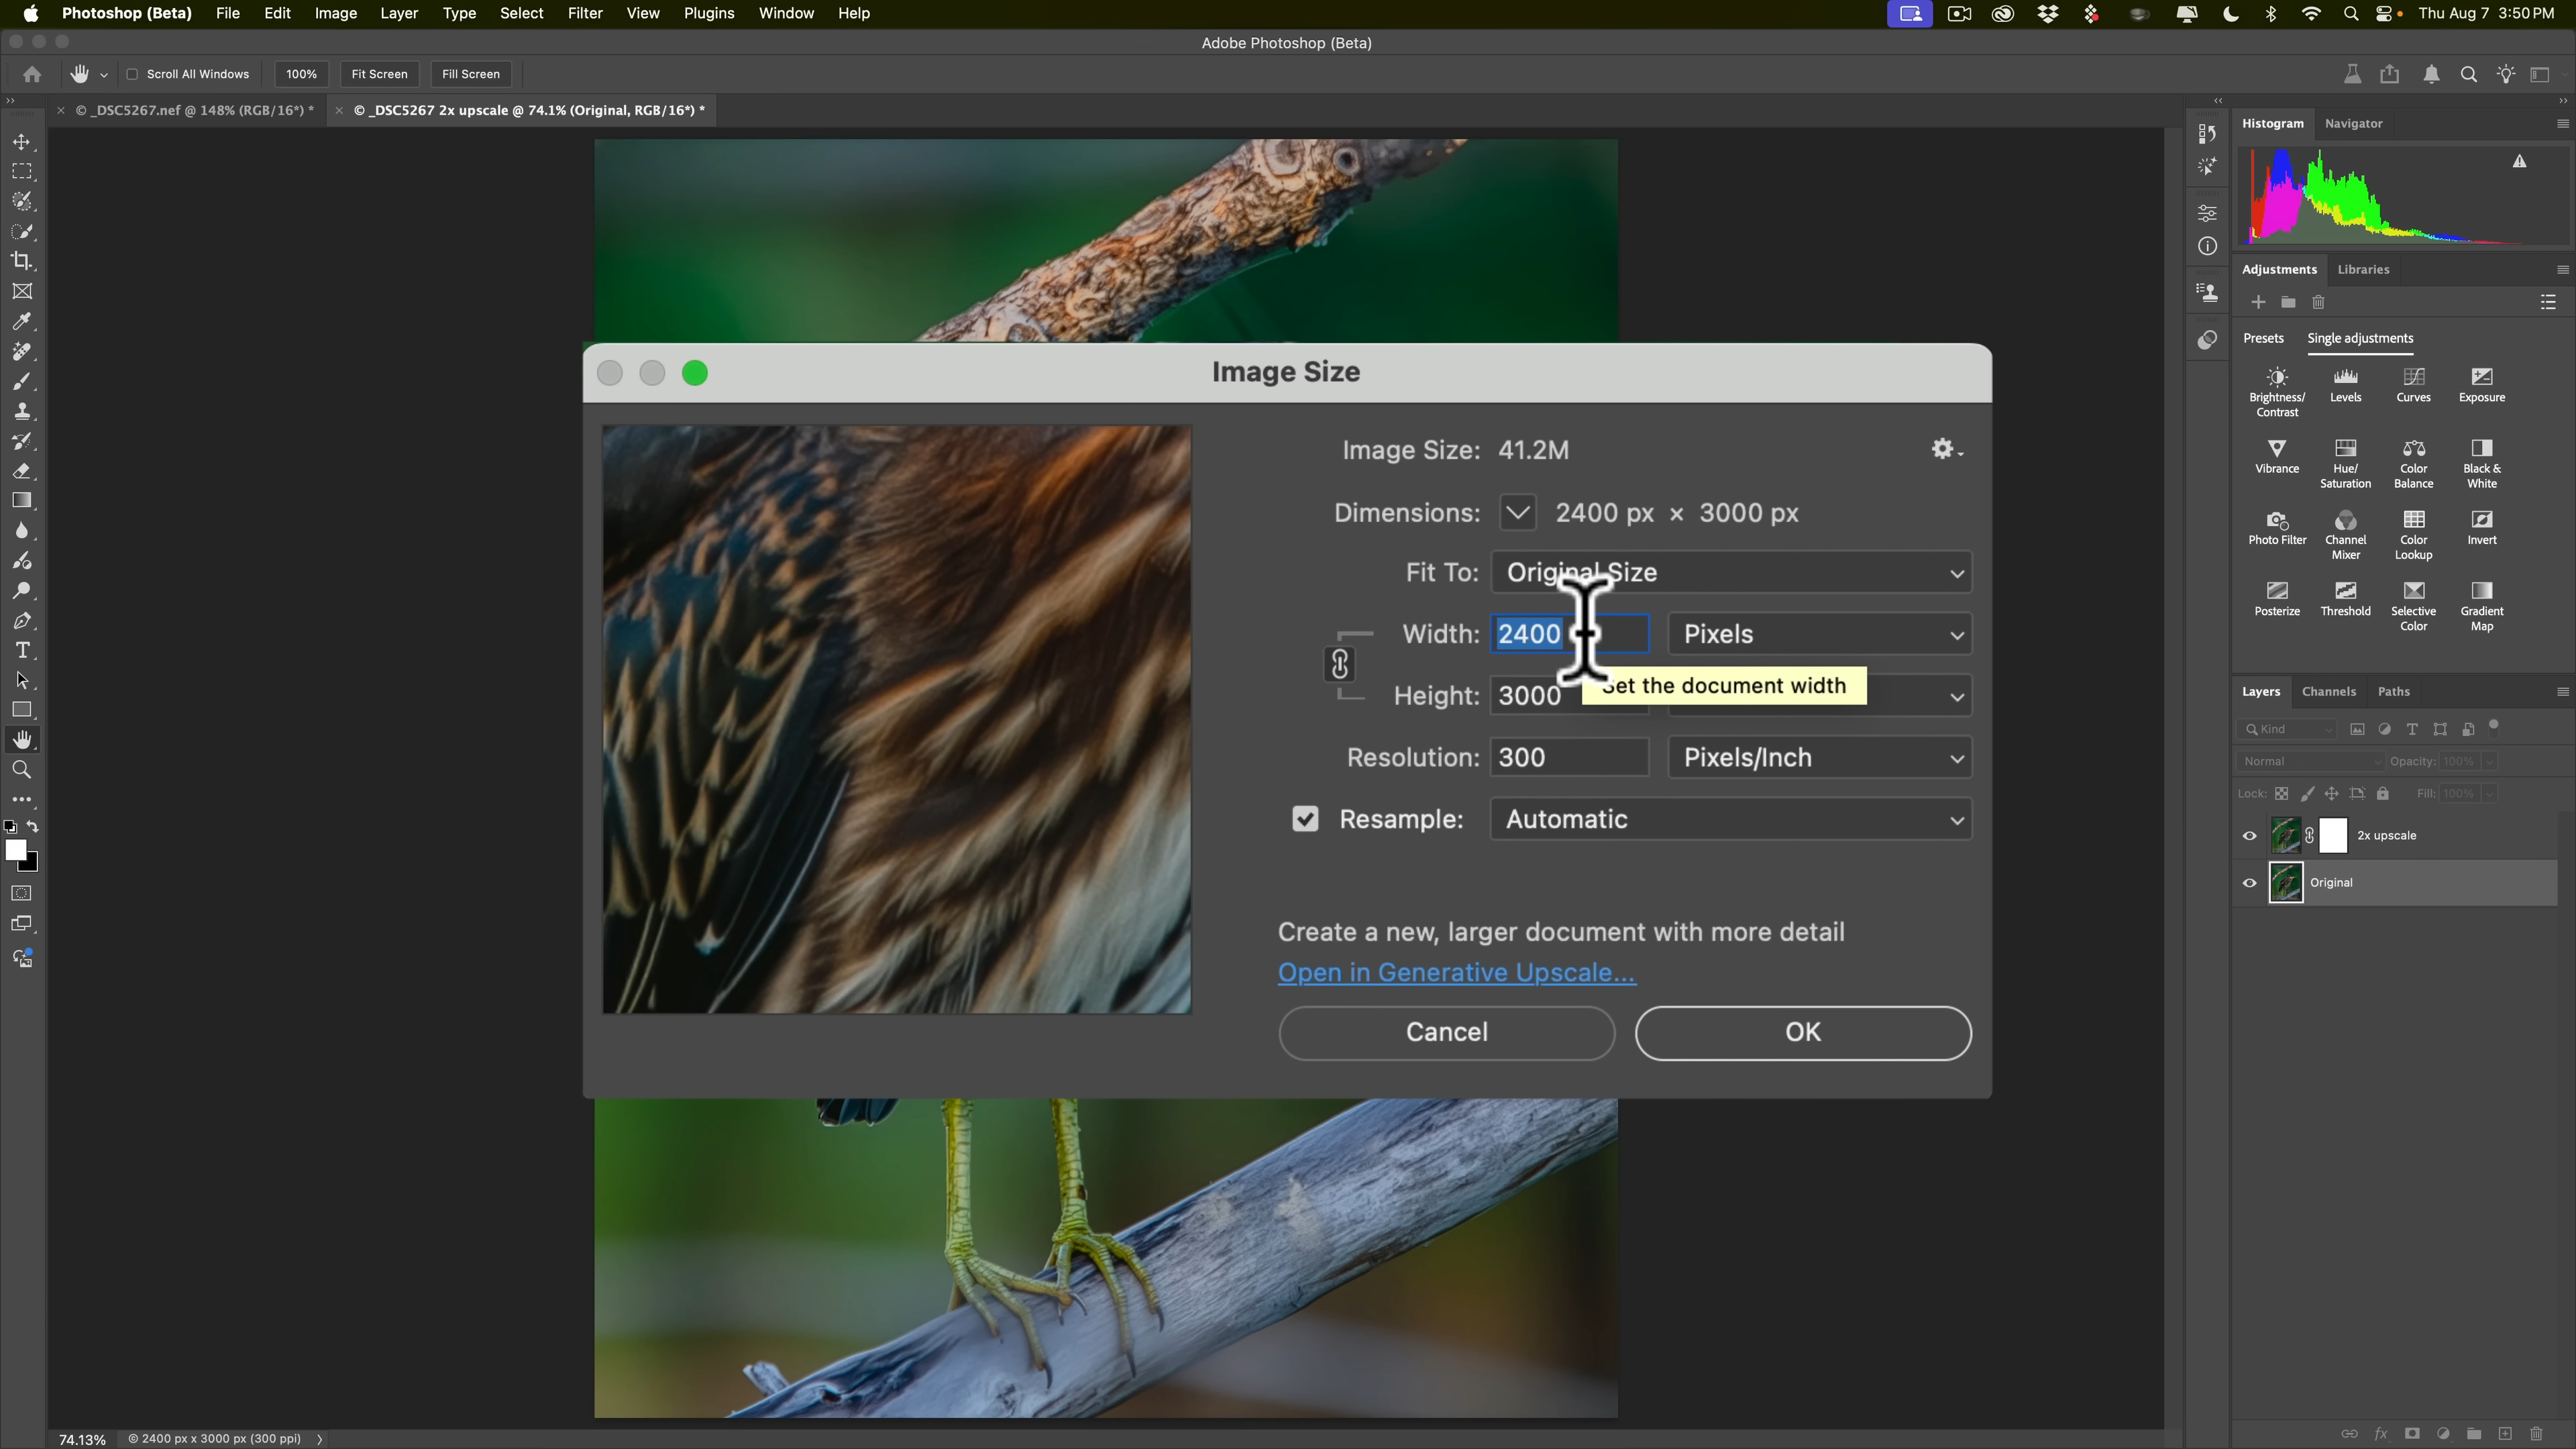 Photoshop (Beta) File Edit Image Layer Type Select Filter View Plugins Window Help Thu Aug 7 3:50 PM
Adobe Photoshop (Beta)
Scroll All Windows 100% Fit Screen Fill Screen
© _DSC5267.nef @ 148% (RGB/16*) * © _DSC5267 2x upscale @ 74.1% (Original, RGB/16*) *
Histogram Navigator
Adjustments Libraries
Presets Single adjustments
Brightness/ Levels Curves Exposure
Contrast
Vibrance Hue/ Color Black &
Saturation Balance White
Photo Filter Channel Color Invert
Mixer Lookup
Posterize Threshold Selective Gradient
Color Map
Layers Channels Paths
Kind
Normal Opacity: 100%
Lock: Fill: 100%
2x upscale
Original
Image Size
Image Size: 41.2M
Dimensions: 2400 px × 3000 px
Fit To: Original Size
Width: 2400 Pixels
Set the document width
Height: 3000
Resolution: 300 Pixels/Inch
Resample: Automatic
Create a new, larger document with more detail
Open in Generative Upscale...
Cancel OK
74.13% © 2400 px x 3000 px (300 ppi)
fx